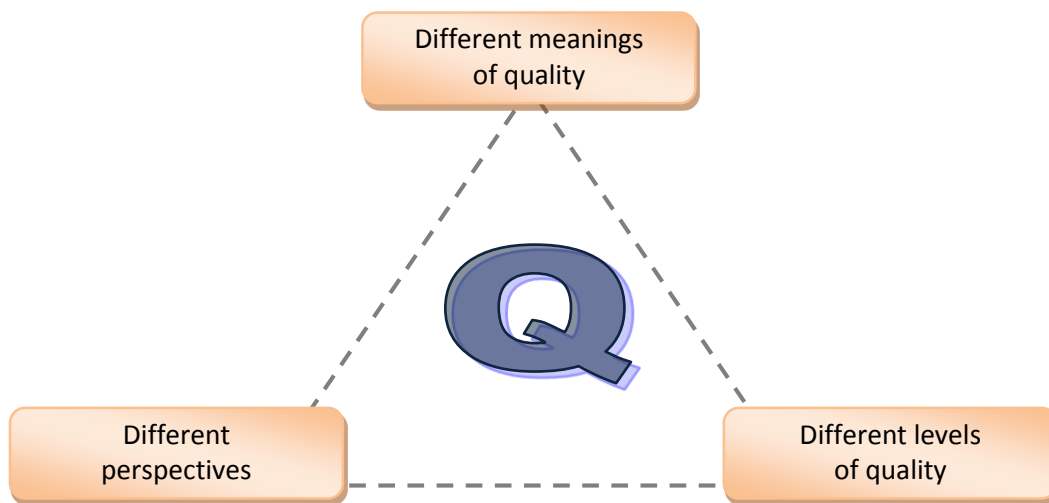 Different meanings
of quality
Q
Different
perspectives
Different levels
of quality